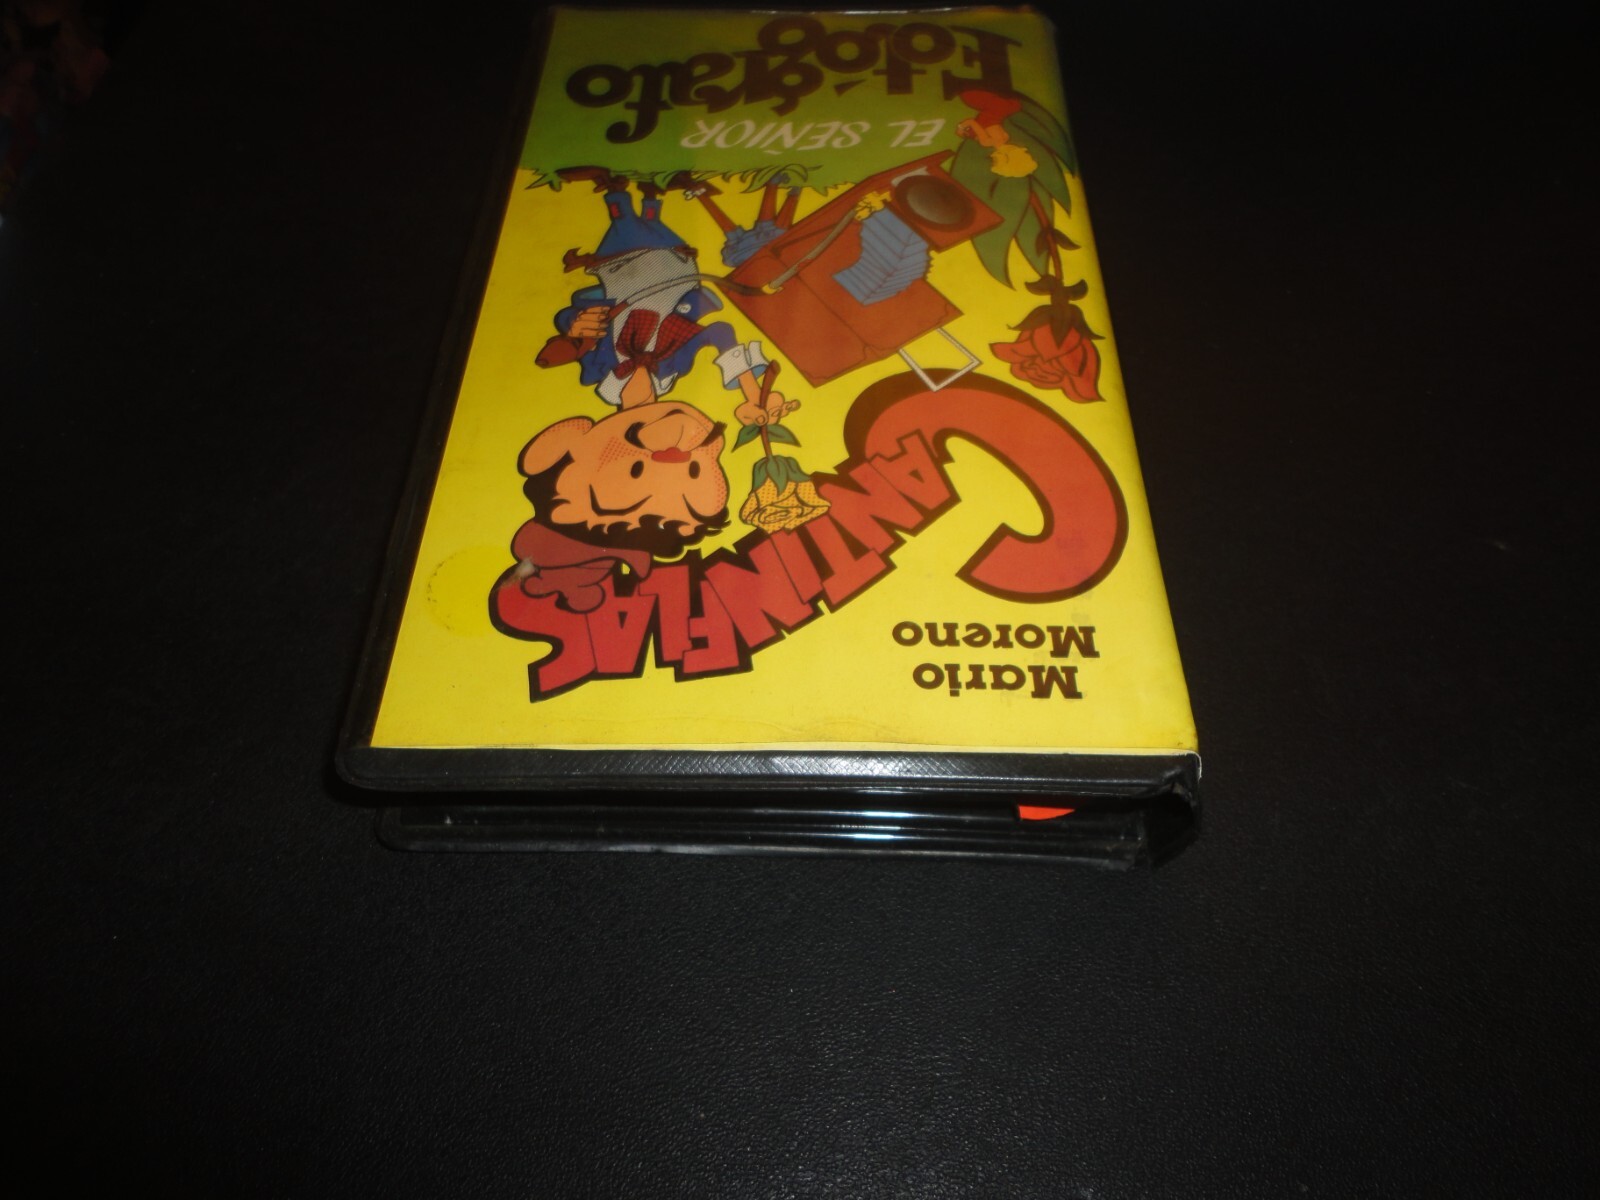 Mario
Moreno
CANTINFLAS
EL SEÑOR
Fotógrafo